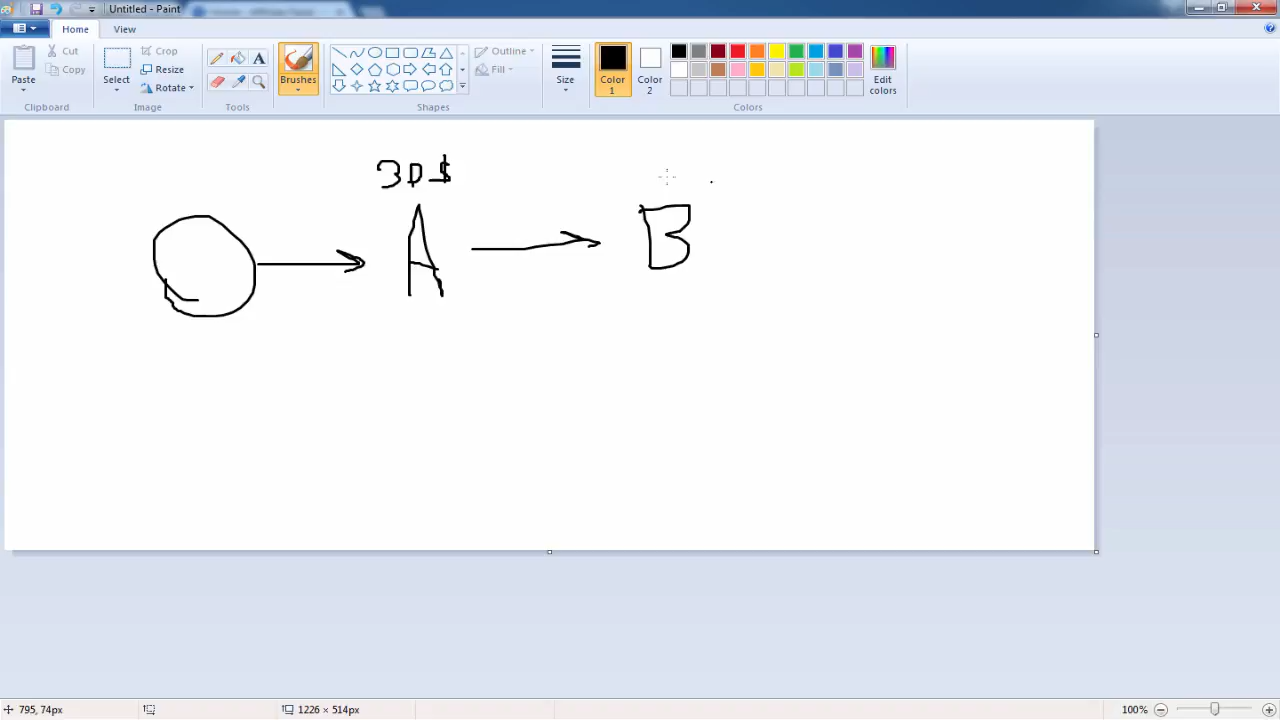 Untitled - Paint
Home
View
Paste
Cut
Copy
Clipboard
Select
Crop
Resize
Rotate
Image
A
Tools
Brushes
Outline
Fill
Shapes
Size
Color 1
Color 2
Edit colors
Colors
30$
A
B
795, 74px
1226 × 514px
100%